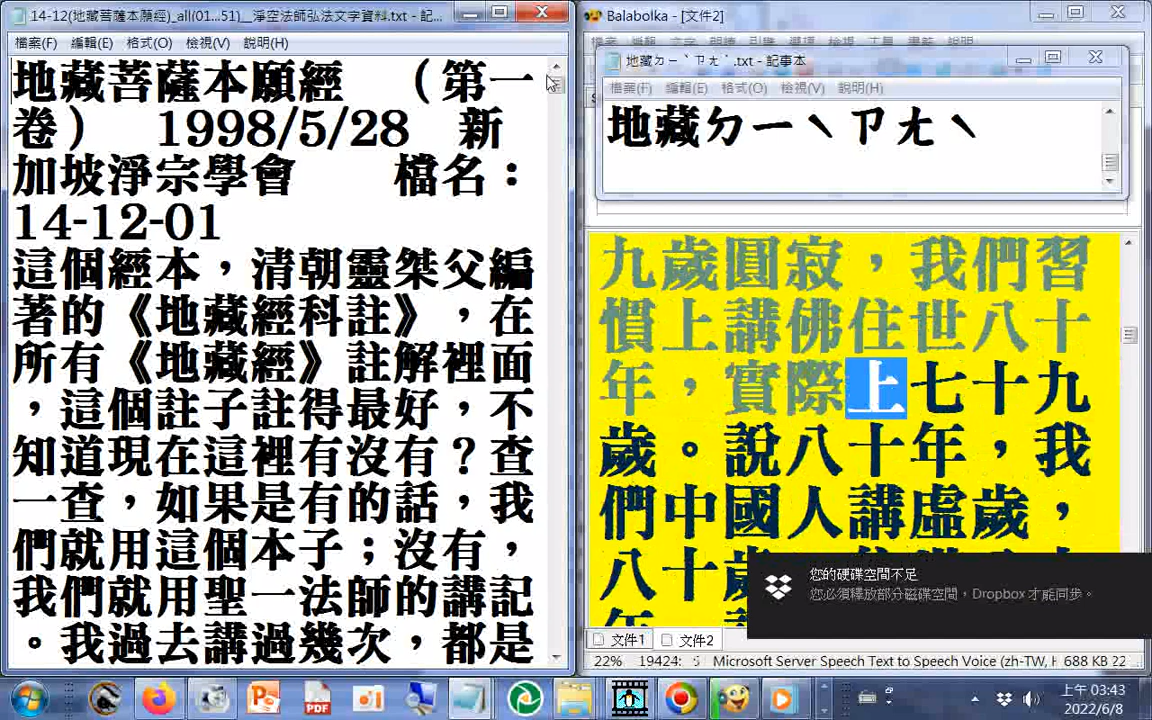 14-12(地藏菩薩本願經)_all(01...51)__淨空法師弘法文字資料.txt - 記...
檔案(F) 編輯(E) 格式(O) 檢視(V) 說明(H)
地藏菩薩本願經　（第一
卷）　1998/5/28　新
加坡淨宗學會　　檔名：
14-12-01
這個經本，清朝靈椉父編
著的《地藏經科註》，在
所有《地藏經》註解裡面
，這個註子註得最好，不
知道現在這裡有沒有？查
一查，如果是有的話，我
們就用這個本子；沒有，
我們就用聖一法師的講記
。我過去講過幾次，都是
Balabolka - [文件2]
地藏ㄉㄧˋㄗㄤˋ.txt - 記事本
檔案(F) 編輯(E) 格式(O) 檢視(V) 說明(H)
地藏ㄉㄧˋㄗㄤˋ
九歲圓寂，我們習
慣上講佛住世八十
年，實際上七十九
歲。說八十年，我
們中國人講虛歲，
八十歲
您的硬碟空間不足
您必須釋放部分磁碟空間，Dropbox 才能同步。
文件1 文件2
22% 19424: Microsoft Server Speech Text to Speech Voice (zh-TW, H 688 KB 22
上午 03:43
2022/6/8